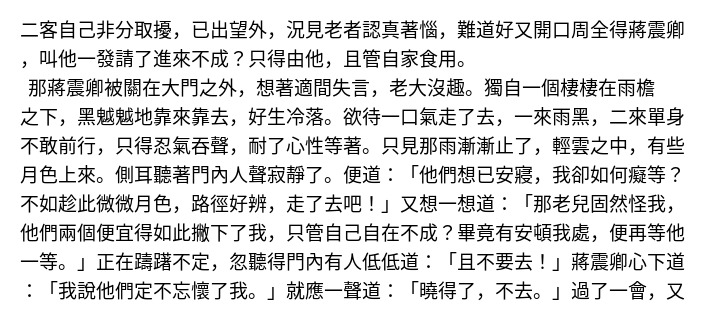 二客自己非分取擾，已出望外，況見老者認真著惱，難道好又開口周全得蔣震卿
，叫他一發請了進來不成？只得由他，且管自家食用。
那蔣震卿被關在大門之外，想著適間失言，老大沒趣。獨自一個棲棲在雨檐
之下，黑魆魆地靠來靠去，好生冷落。欲待一口氣走了去，一來雨黑，二來單身
不敢前行，只得忍氣吞聲，耐了心性等著。只見那雨漸漸止了，輕雲之中，有些
月色上來。側耳聽著門內人聲寂靜了。便道：「他們想已安寢，我卻如何癡等？
不如趁此微微月色，路徑好辨，走了去吧！」又想一想道：「那老兒固然怪我，
他們兩個便宜得如此撇下了我，只管自己自在不成？畢竟有安頓我處，便再等他
一等。」正在躊躇不定，忽聽得門內有人低低道：「且不要去！」蔣震卿心下道
：「我說他們定不忘懷了我。」就應一聲道：「曉得了，不去。」過了一會，又